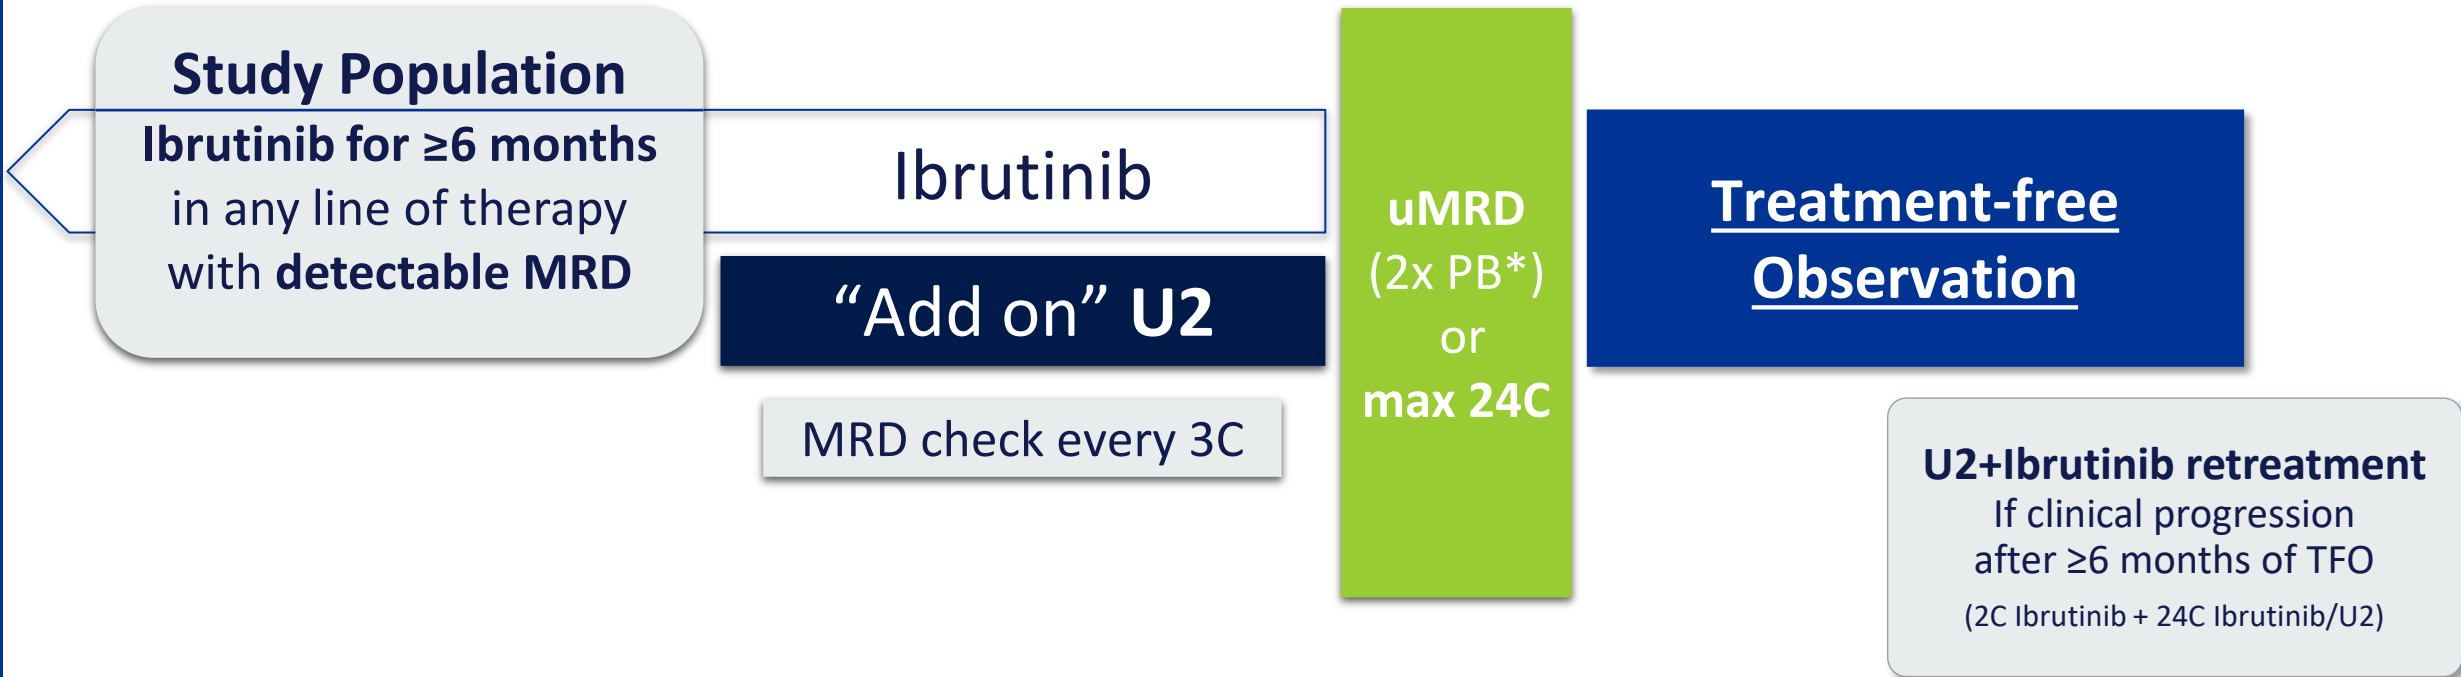 Study Population
Ibrutinib for ≥6 months
in any line of therapy
with detectable MRD
Ibrutinib
“Add on” U2
MRD check every 3C
uMRD
(2x PB*)
or
max 24C
Treatment-free
Observation
U2+Ibrutinib retreatment
If clinical progression
after ≥6 months of TFO
(2C Ibrutinib + 24C Ibrutinib/U2)